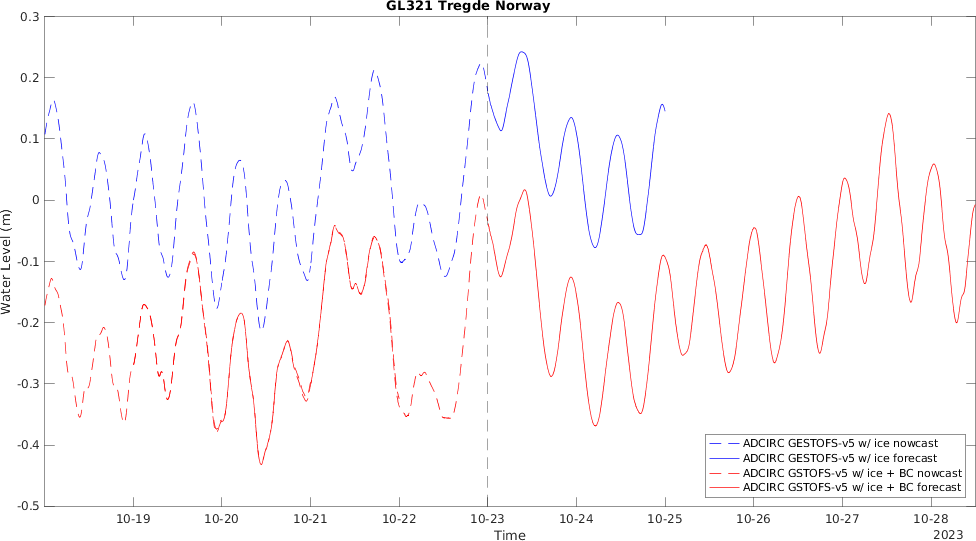 GL321 Tregde Norway
0.3
0.2
0.1
0
-0.1
-0.2
-0.3
-0.4
-0.5
Water Level (m)
10-19 10-20 10-21 10-22 10-23 10-24 10-25 10-26 10-27 10-28
Time
2023
ADCIRC GESTOFS-v5 w/ ice nowcast
ADCIRC GESTOFS-v5 w/ ice forecast
ADCIRC GSTOFS-v5 w/ ice + BC nowcast
ADCIRC GSTOFS-v5 w/ ice + BC forecast